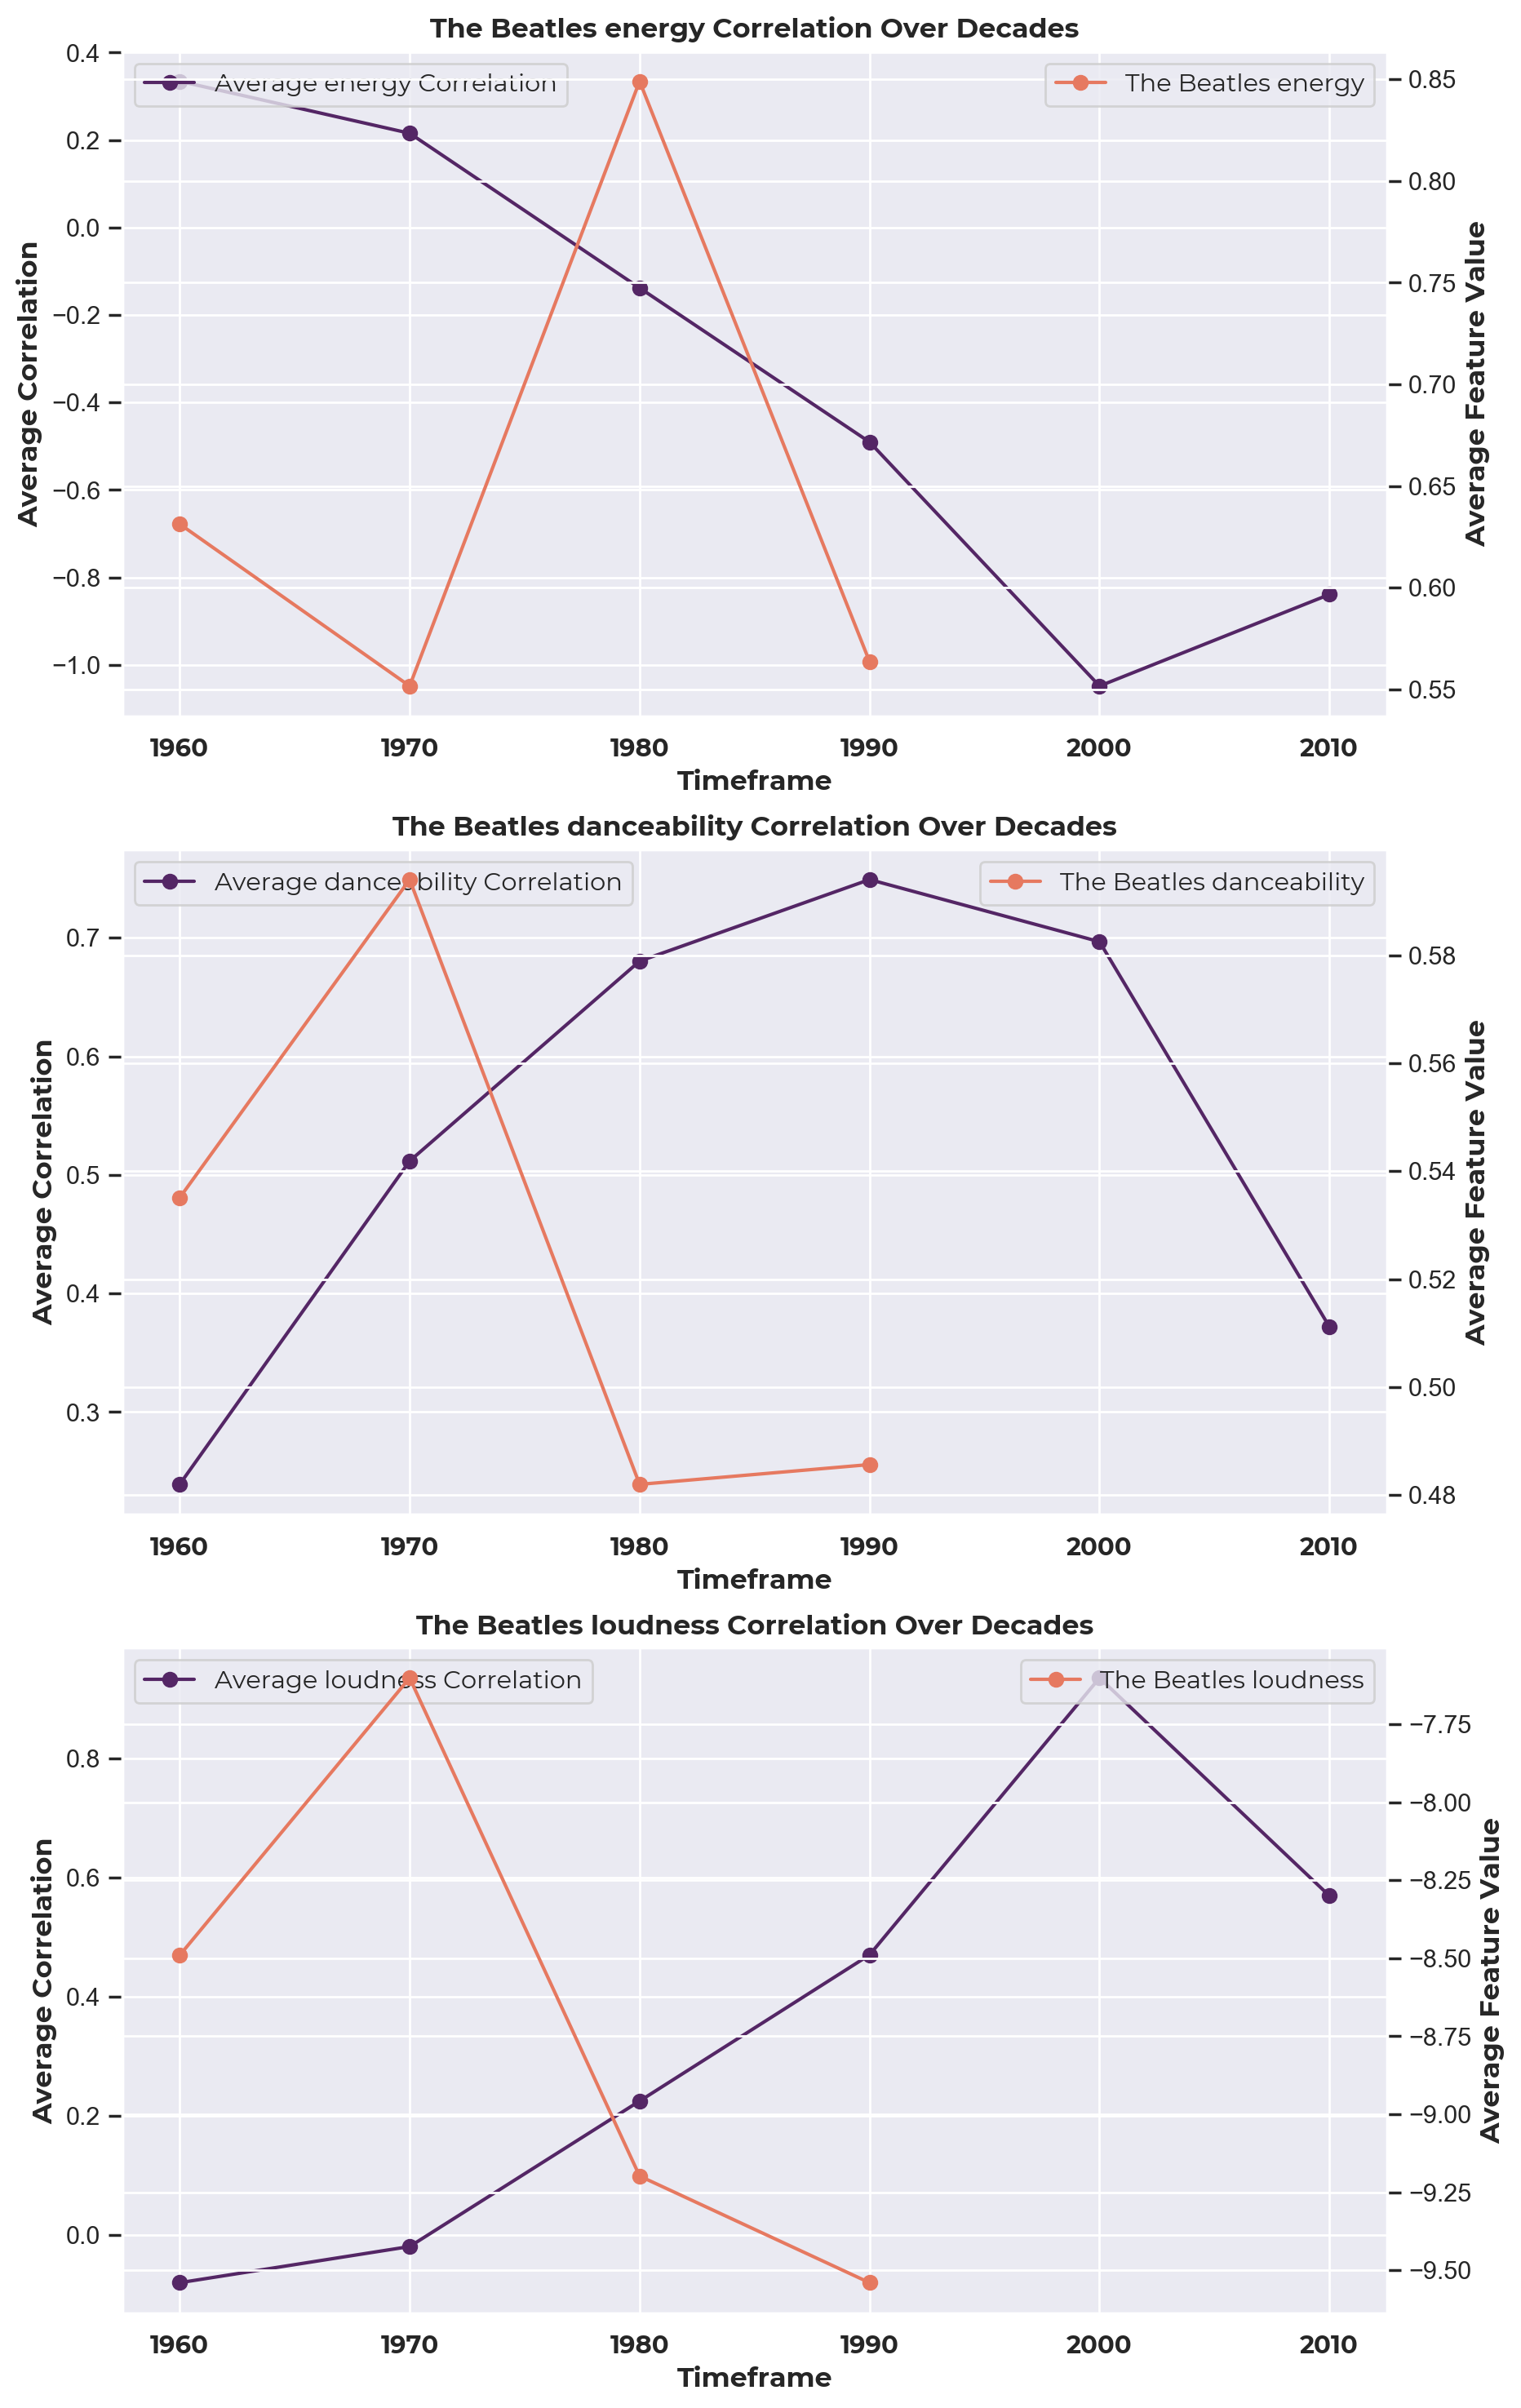 The Beatles energy Correlation Over Decades
Average energy Correlation
The Beatles energy
0.4
0.2
0.0
−0.2
−0.4
−0.6
−0.8
−1.0
Average Correlation
0.85
0.80
0.75
0.70
0.65
0.60
0.55
Average Feature Value
1960 1970 1980 1990 2000 2010
Timeframe
The Beatles danceability Correlation Over Decades
Average danceability Correlation
The Beatles danceability
0.7
0.6
0.5
0.4
0.3
Average Correlation
0.58
0.56
0.54
0.52
0.50
0.48
Average Feature Value
1960 1970 1980 1990 2000 2010
Timeframe
The Beatles loudness Correlation Over Decades
Average loudness Correlation
The Beatles loudness
0.8
0.6
0.4
0.2
0.0
Average Correlation
−7.75
−8.00
−8.25
−8.50
−8.75
−9.00
−9.25
−9.50
Average Feature Value
1960 1970 1980 1990 2000 2010
Timeframe